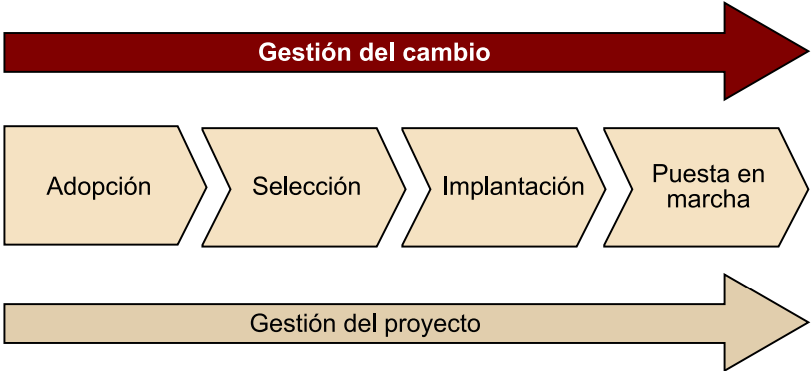 Gestión del cambio
Adopción
Selección
Implantación
Puesta en
marcha
Gestión del proyecto